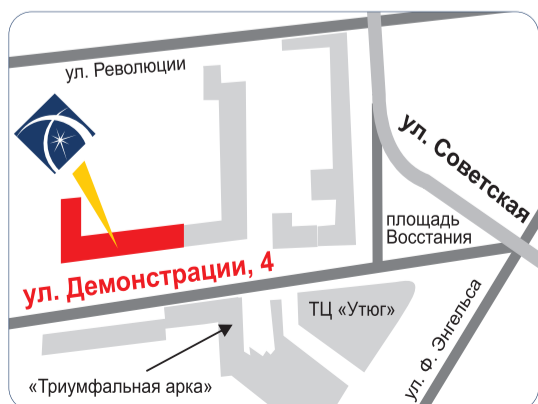 ул. Революции
ул. Советская
площадь
Восстания
ул. Демонстрации, 4
ТЦ «Утюг»
ул. Ф. Энгельса
«Триумфальная арка»